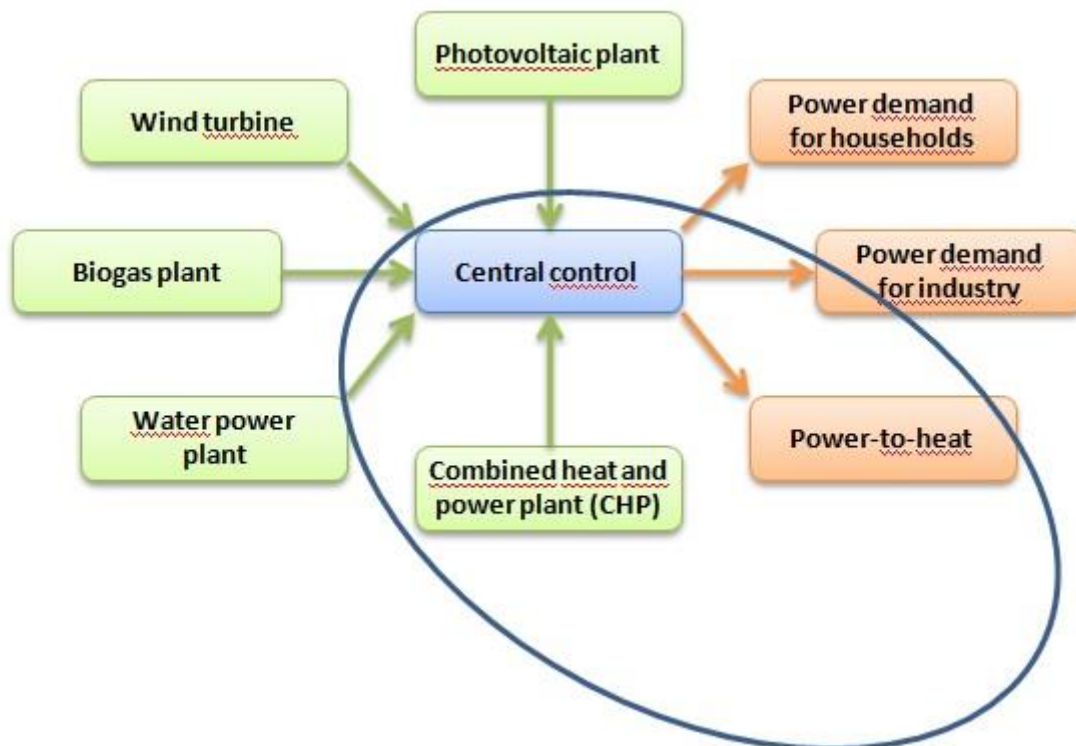 Photovoltaic plant
Wind turbine
Power demand
for households
Biogas plant
Central control
Power demand
for industry
Water power
plant
Combined heat and
power plant (CHP)
Power-to-heat